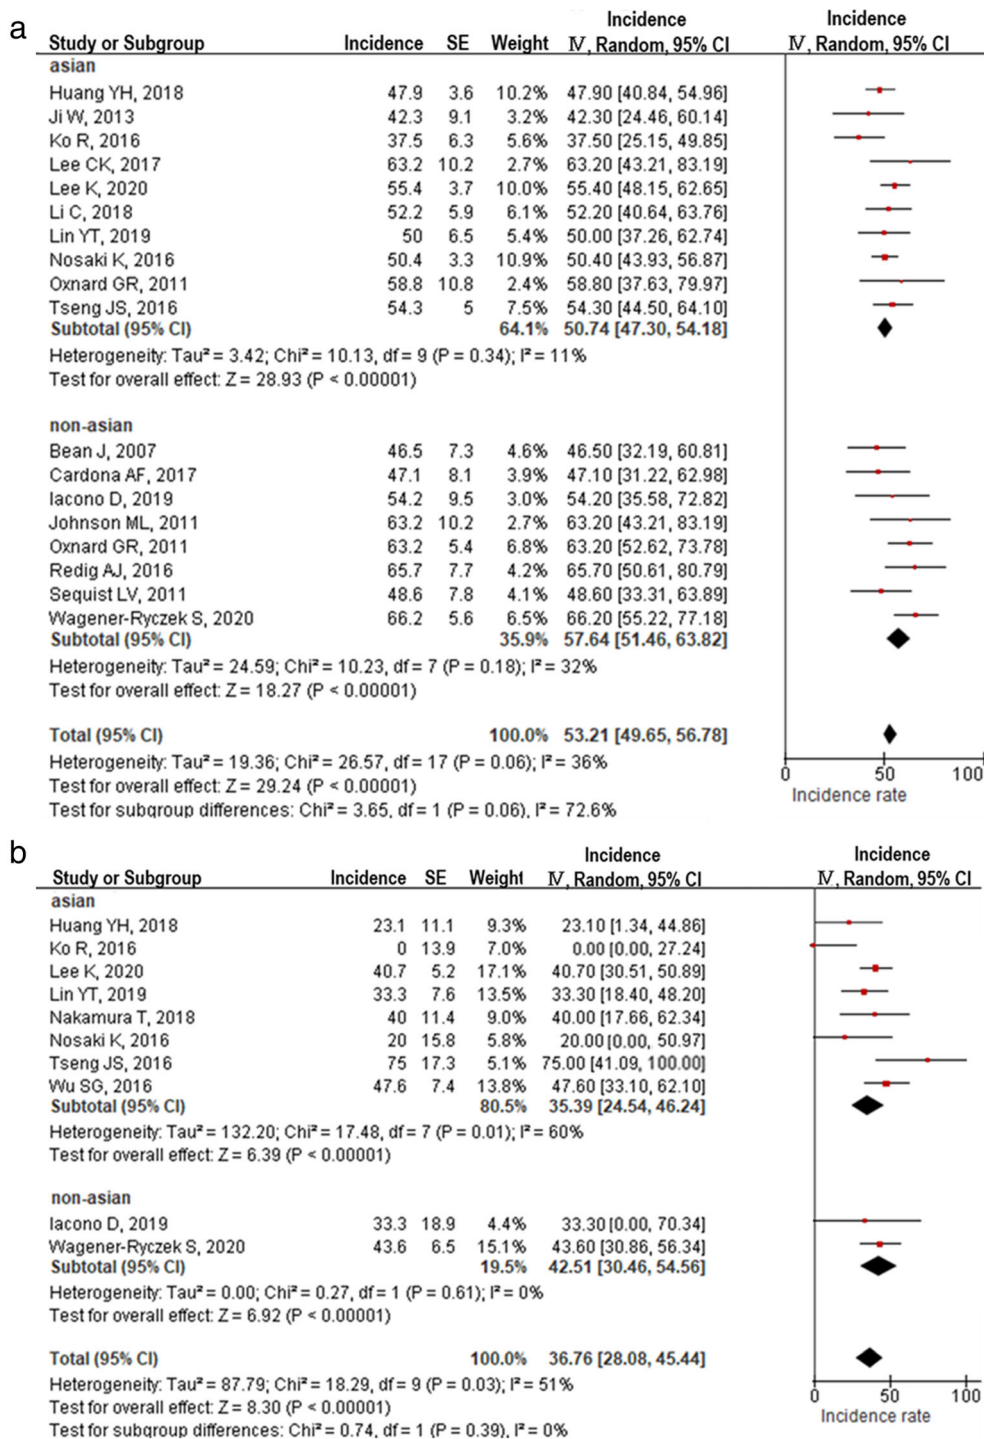 a
Incidence Incidence
Study or Subgroup Incidence SE Weight IV, Random, 95% CI IV, Random, 95% CI
asian
Huang YH, 2018 47.9 3.6 10.2% 47.90 [40.84, 54.96]
Ji W, 2013 42.3 9.1 3.2% 42.30 [24.46, 60.14]
Ko R, 2016 37.5 6.3 5.6% 37.50 [25.15, 49.85]
Lee CK, 2017 63.2 10.2 2.7% 63.20 [43.21, 83.19]
Lee K, 2020 55.4 3.7 10.0% 55.40 [48.15, 62.65]
Li C, 2018 52.2 5.9 6.1% 52.20 [40.64, 63.76]
Lin YT, 2019 50 6.5 5.4% 50.00 [37.26, 62.74]
Nosaki K, 2016 50.4 3.3 10.9% 50.40 [43.93, 56.87]
Oxnard GR, 2011 58.8 10.8 2.4% 58.80 [37.63, 79.97]
Tseng JS, 2016 54.3 5 7.5% 54.30 [44.50, 64.10]
Subtotal (95% CI) 64.1% 50.74 [47.30, 54.18]
Heterogeneity: Tau² = 3.42; Chi² = 10.13, df = 9 (P = 0.34); I² = 11%
Test for overall effect: Z = 28.93 (P < 0.00001)
non-asian
Bean J, 2007 46.5 7.3 4.6% 46.50 [32.19, 60.81]
Cardona AF, 2017 47.1 8.1 3.9% 47.10 [31.22, 62.98]
Iacono D, 2019 54.2 9.5 3.0% 54.20 [35.58, 72.82]
Johnson ML, 2011 63.2 10.2 2.7% 63.20 [43.21, 83.19]
Oxnard GR, 2011 63.2 5.4 6.8% 63.20 [52.62, 73.78]
Redig AJ, 2016 65.7 7.7 4.2% 65.70 [50.61, 80.79]
Sequist LV, 2011 48.6 7.8 4.1% 48.60 [33.31, 63.89]
Wagener-Ryczek S, 2020 66.2 5.6 6.5% 66.20 [55.22, 77.18]
Subtotal (95% CI) 35.9% 57.64 [51.46, 63.82]
Heterogeneity: Tau² = 24.59; Chi² = 10.23, df = 7 (P = 0.18); I² = 32%
Test for overall effect: Z = 18.27 (P < 0.00001)
Total (95% CI) 100.0% 53.21 [49.65, 56.78]
Heterogeneity: Tau² = 19.36; Chi² = 26.57, df = 17 (P = 0.06); I² = 36%
Test for overall effect: Z = 29.24 (P < 0.00001)
Test for subgroup differences: Chi² = 3.65, df = 1 (P = 0.06), I² = 72.6%
0 50 100
Incidence rate
b
Incidence Incidence
Study or Subgroup Incidence SE Weight IV, Random, 95% CI IV, Random, 95% CI
asian
Huang YH, 2018 23.1 11.1 9.3% 23.10 [1.34, 44.86]
Ko R, 2016 0 13.9 7.0% 0.00 [0.00, 27.24]
Lee K, 2020 40.7 5.2 17.1% 40.70 [30.51, 50.89]
Lin YT, 2019 33.3 7.6 13.5% 33.30 [18.40, 48.20]
Nakamura T, 2018 40 11.4 9.0% 40.00 [17.66, 62.34]
Nosaki K, 2016 20 15.8 5.8% 20.00 [0.00, 50.97]
Tseng JS, 2016 75 17.3 5.1% 75.00 [41.09, 100.00]
Wu SG, 2016 47.6 7.4 13.8% 47.60 [33.10, 62.10]
Subtotal (95% CI) 80.5% 35.39 [24.54, 46.24]
Heterogeneity: Tau² = 132.20; Chi² = 17.48, df = 7 (P = 0.01); I² = 60%
Test for overall effect: Z = 6.39 (P < 0.00001)
non-asian
Iacono D, 2019 33.3 18.9 4.4% 33.30 [0.00, 70.34]
Wagener-Ryczek S, 2020 43.6 6.5 15.1% 43.60 [30.86, 56.34]
Subtotal (95% CI) 19.5% 42.51 [30.46, 54.56]
Heterogeneity: Tau² = 0.00; Chi² = 0.27, df = 1 (P = 0.61); I² = 0%
Test for overall effect: Z = 6.92 (P < 0.00001)
Total (95% CI) 100.0% 36.76 [28.08, 45.44]
Heterogeneity: Tau² = 87.79; Chi² = 18.29, df = 9 (P = 0.03); I² = 51%
Test for overall effect: Z = 8.30 (P < 0.00001)
Test for subgroup differences: Chi² = 0.74, df = 1 (P = 0.39), I² = 0%
0 50 100
Incidence rate